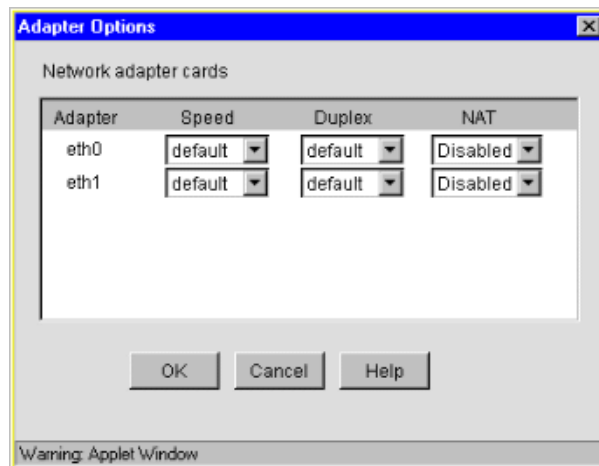 Adapter Options
Network adapter cards
Adapter Speed Duplex NAT
eth0 default default Disabled
eth1 default default Disabled
OK Cancel Help
Warning: Applet Window